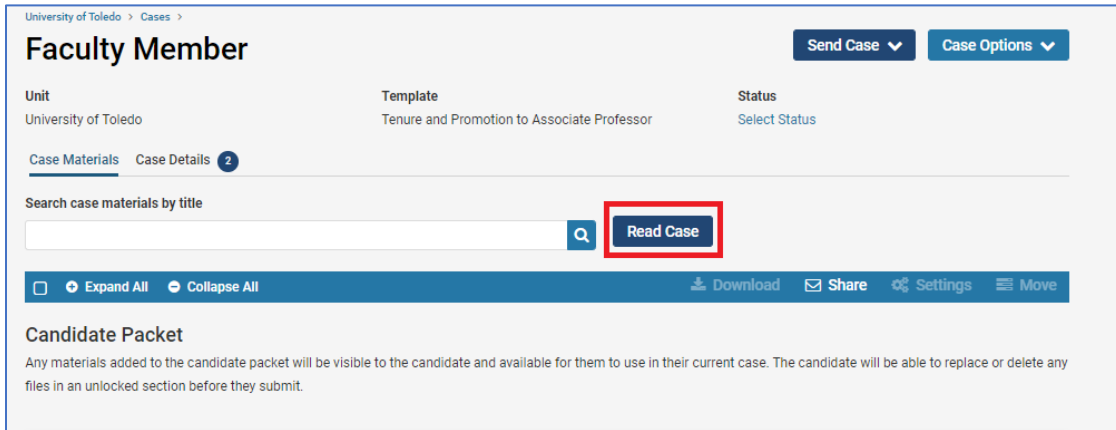 University of Toledo > Cases >
Faculty Member
Send Case
Case Options
Unit
Template
Status
University of Toledo
Tenure and Promotion to Associate Professor
Select Status
Case Materials
Case Details 2
Search case materials by title
Read Case
Expand All
Collapse All
Download
Share
Settings
Move
Candidate Packet
Any materials added to the candidate packet will be visible to the candidate and available for them to use in their current case. The candidate will be able to replace or delete any
files in an unlocked section before they submit.